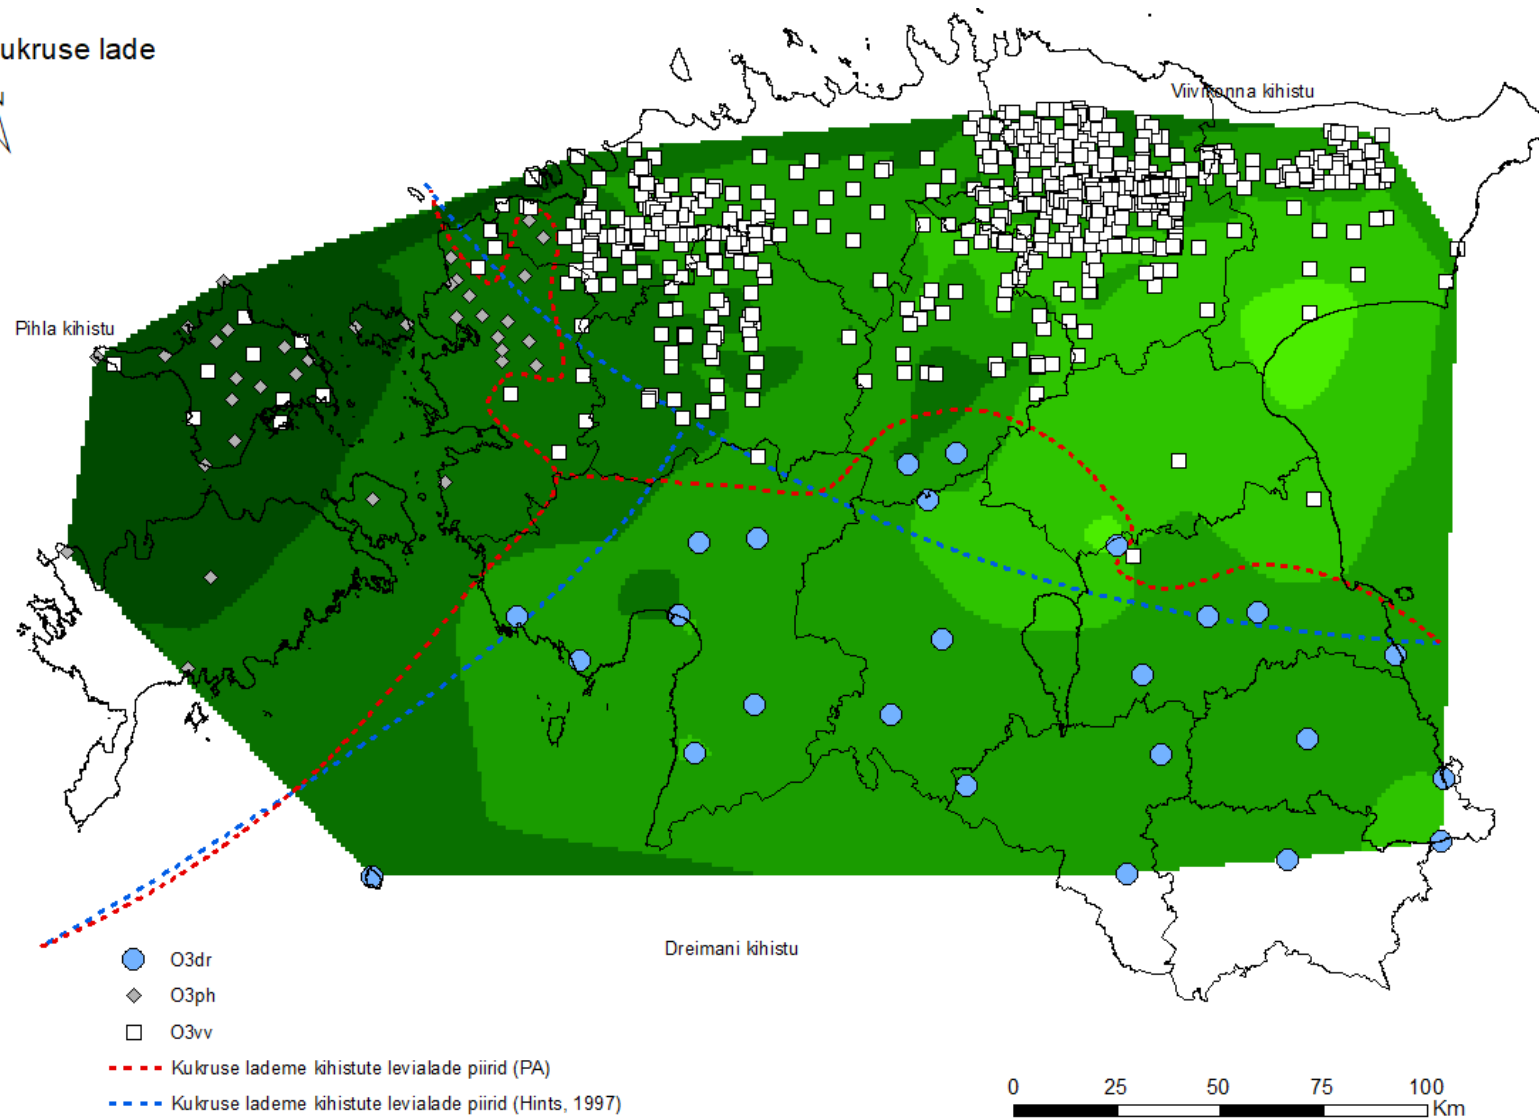 ukruse lade
N
Viivikonna kihistu
Pihla kihistu
Dreimani kihistu
O3dr
O3ph
O3vv
Kukruse lademe kihistute levialade piirid (PA)
Kukruse lademe kihistute levialade piirid (Hints, 1997)
0 25 50 75 100
Km